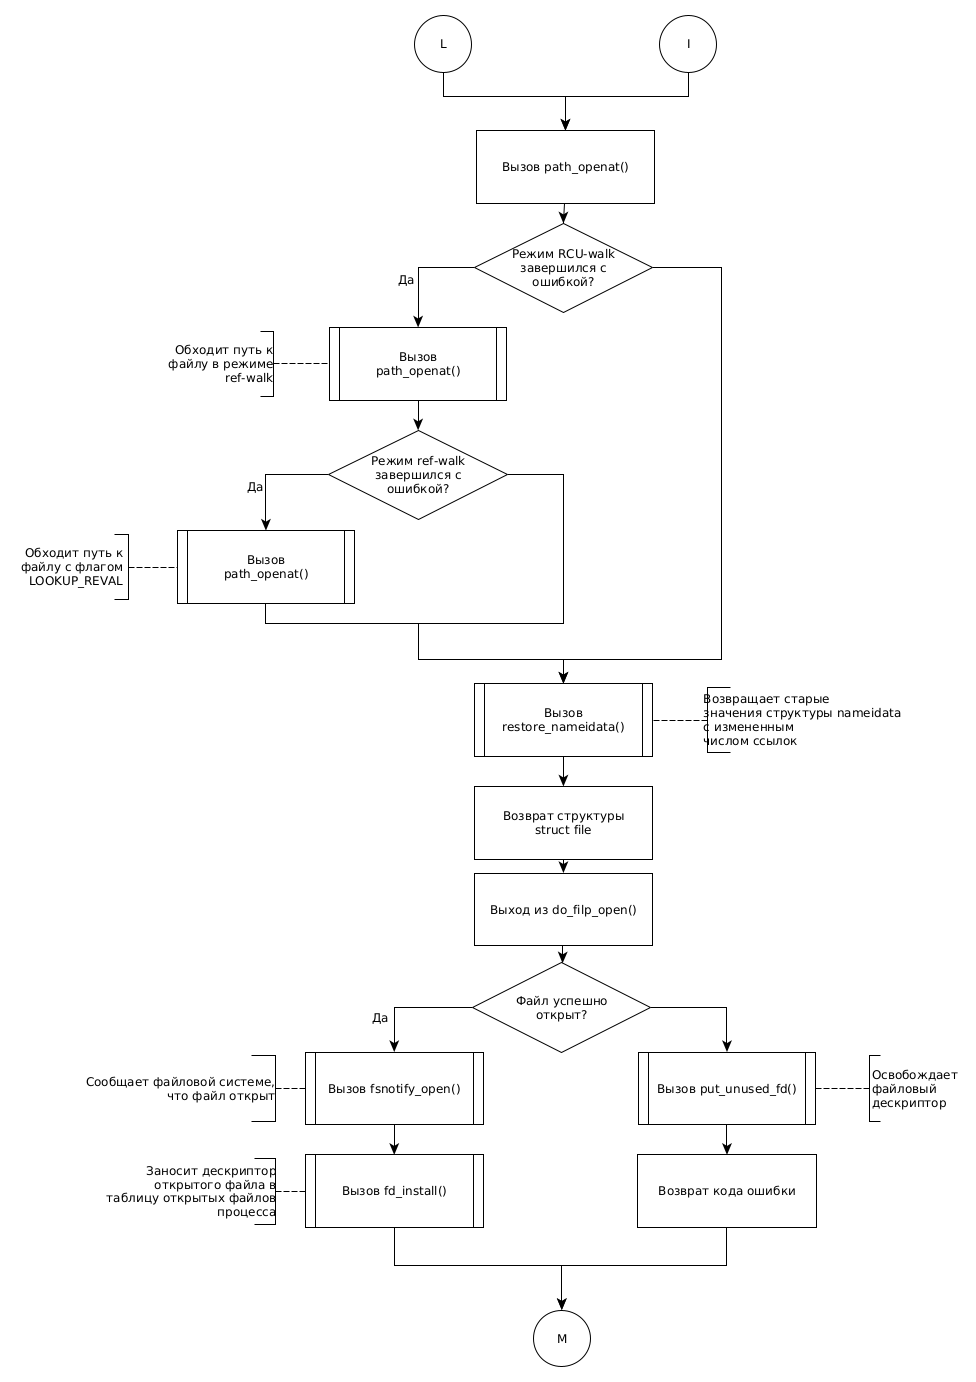 L
I
Вызов path_openat()
Режим RCU-walk
завершился с
ошибкой?
Да
Обходит путь к
файлу в режиме
ref-walk
Вызов
path_openat()
Режим ref-walk
завершился с
ошибкой?
Да
Обходит путь к
файлу с флагом
LOOKUP_REVAL
Вызов
path_openat()
Вызов
restore_nameidata()
Возвращает старые
значения структуры nameidata
с измененным
числом ссылок
Возврат структуры
struct file
Выход из do_filp_open()
Файл успешно
открыт?
Да
Сообщает файловой системе,
что файл открыт
Вызов fsnotify_open()
Вызов put_unused_fd()
Освобождает
файловый
дескриптор
Заносит дескриптор
открытого файла в
таблицу открытых файлов
процесса
Вызов fd_install()
Возврат кода ошибки
M